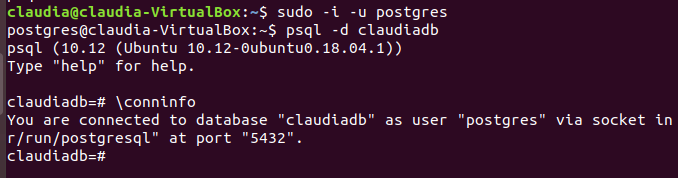 claudia@claudia-VirtualBox:~$ sudo -i -u postgres
postgres@claudia-VirtualBox:~$ psql -d claudiadb
psql (10.12 (Ubuntu 10.12-0ubuntu0.18.04.1))
Type "help" for help.
claudiadb=# \conninfo
You are connected to database "claudiadb" as user "postgres" via socket in
r/run/postgresql" at port "5432".
claudiadb=#